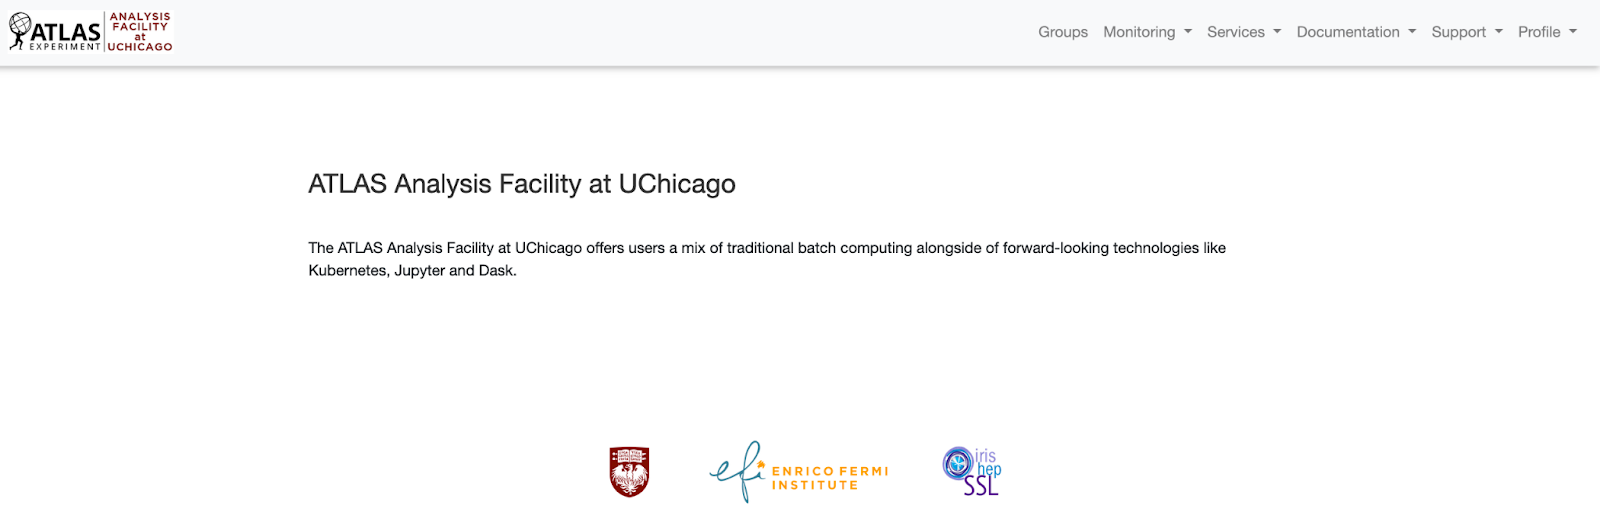 ATLAS
EXPERIMENT
ANALYSIS
FACILITY
at
UCHICAGO
Groups Monitoring Services Documentation Support Profile
ATLAS Analysis Facility at UChicago
The ATLAS Analysis Facility at UChicago offers users a mix of traditional batch computing alongside of forward-looking technologies like
Kubernetes, Jupyter and Dask.
efi ENRICO FERMI
INSTITUTE
iris
hep
SSL